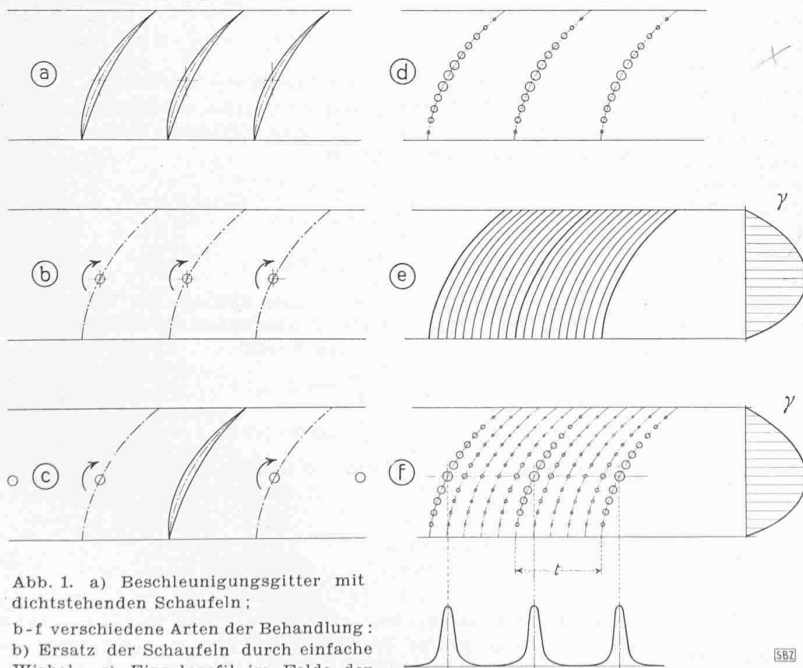 a
d
b
γ
e
c
γ
f
t
Abb. 1. a) Beschleunigungsgitter mit
dichtstehenden Schaufeln;
b-f verschiedene Arten der Behandlung:
b) Ersatz der Schaufeln durch einfache
SBZ